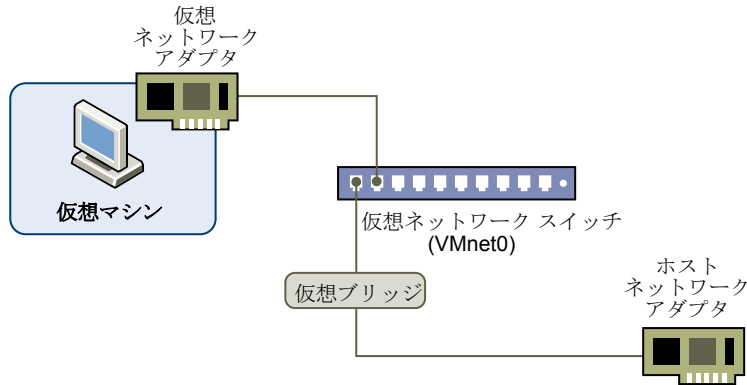 仮想
ネットワーク
アダプタ
仮想マシン
仮想ネットワーク スイッチ
(VMnet0)
仮想ブリッジ
ホスト
ネットワーク
アダプタ